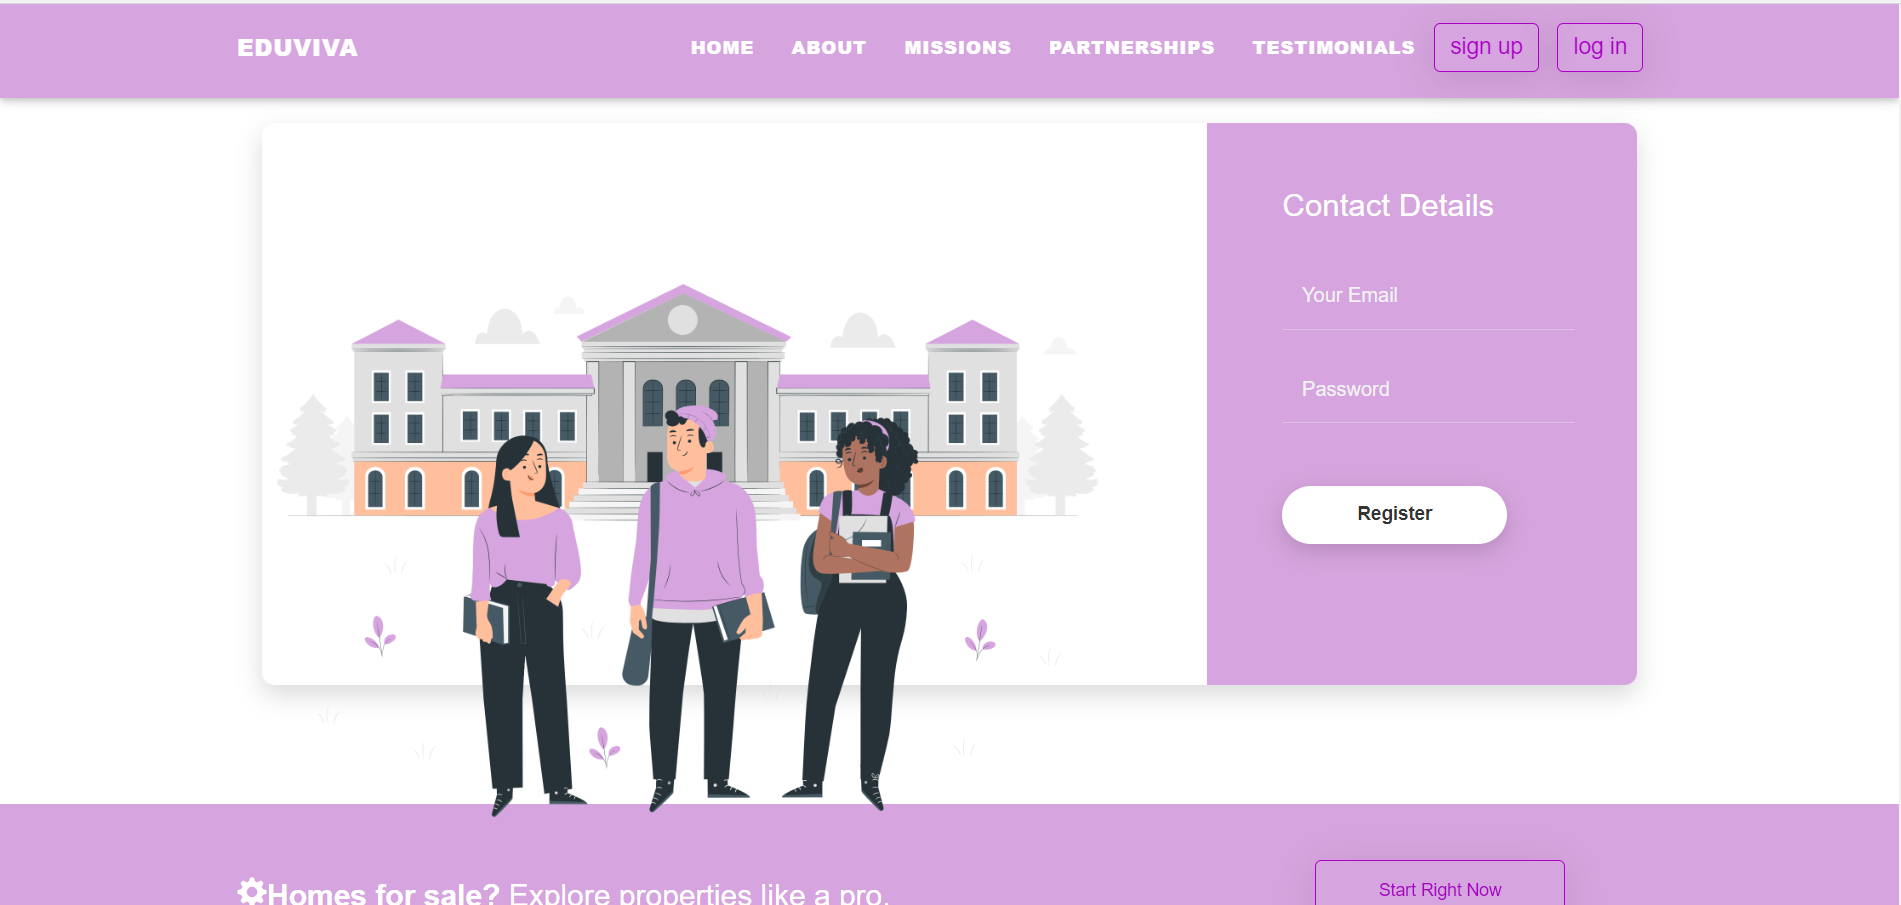 EDUVIVA
HOME ABOUT MISSIONS PARTNERSHIPS TESTIMONIALS sign up log in
Contact Details
Your Email
Password
Register
Homes for sale? Explore properties like a pro.
Start Right Now